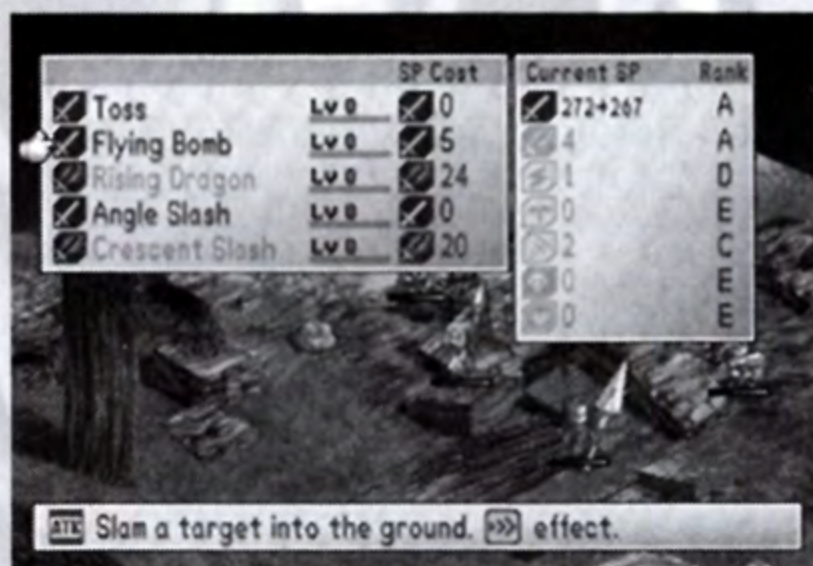 SP Cost
Toss Lv 0 0
Flying Bomb Lv 0 5
Rising Dragon Lv 0 24
Angle Slash Lv 0 0
Crescent Slash Lv 0 20
Current SP Rank
272→267 A
4 A
1 D
0 E
2 C
0 E
0 E
ATK Slam a target into the ground. >>> effect.